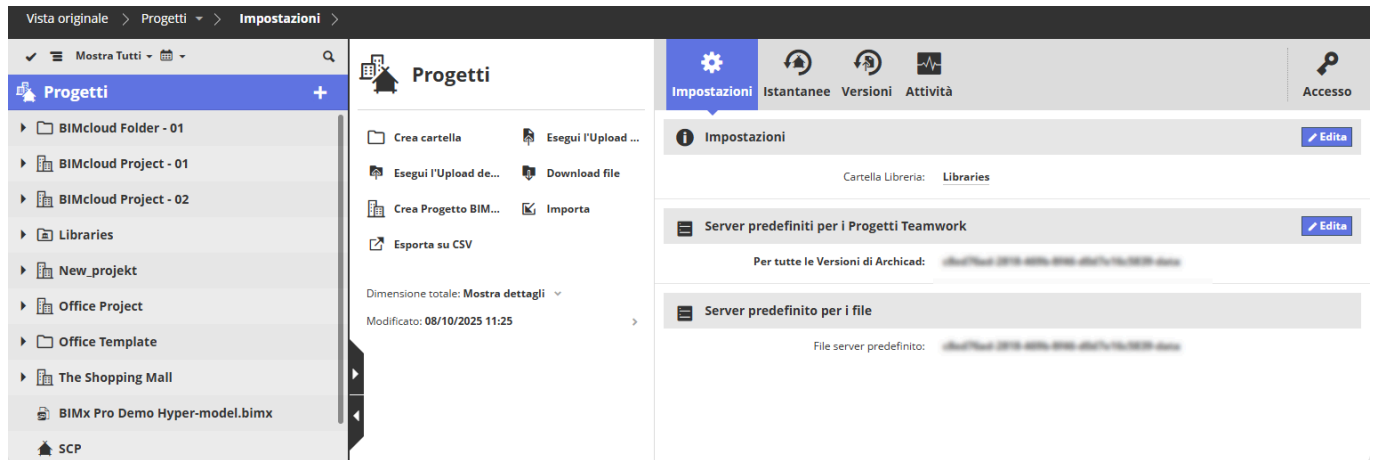 Vista originale > Progetti > Impostazioni >
Mostra Tutti
Progetti +
BIMcloud Folder - 01
BIMcloud Project - 01
BIMcloud Project - 02
Libraries
New_projekt
Office Project
Office Template
The Shopping Mall
BIMx Pro Demo Hyper-model.bimx
SCP
Progetti
Crea cartella
Esegui l'Upload ...
Esegui l'Upload de...
Download file
Crea Progetto BIM...
Importa
Esporta su CSV
Dimensione totale: Mostra dettagli
Modificato: 08/10/2025 11:25
Impostazioni
Istantanee
Versioni
Attività
Accesso
Impostazioni
Edita
Cartella Libreria: Libraries
Server predefiniti per i Progetti Teamwork
Edita
Per tutte le Versioni di Archicad:
Server predefinito per i file
File server predefinito: